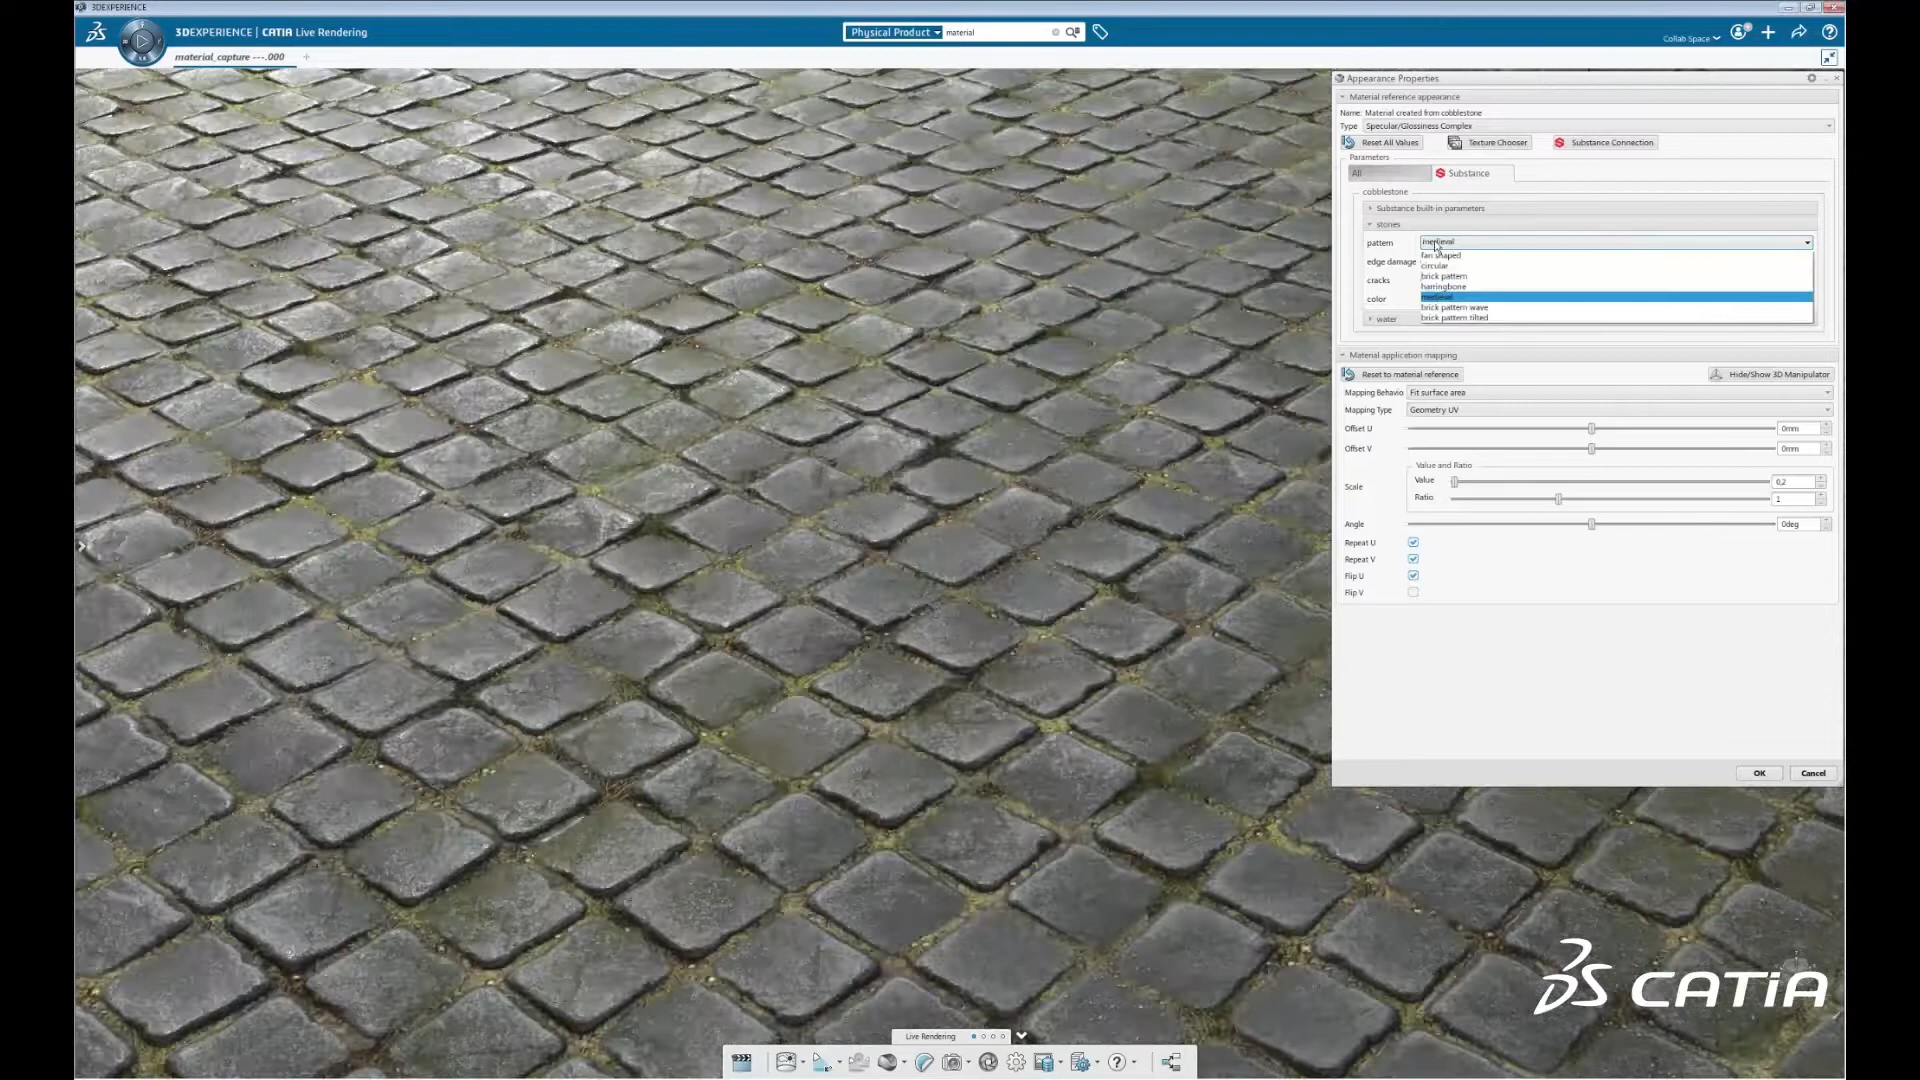 3DEXPERIENCE
3DEXPERIENCE | CATIA Live Rendering
Physical Product
material
Collab Space
material_capture ---.000
Appearance Properties
Material reference appearance
Name: Material created from cobblestone
Type Specular/Glossiness Complex
Reset All Values
Texture Chooser
Substance Connection
Parameters
All
Substance
cobblestone
Substance built-in parameters
stones
pattern medieval
fan shaped
edge damage
circular
brick pattern
cracks
harringbone
color medieval
brick pattern wave
water brick pattern tilted
Material application mapping
Reset to material reference
Hide/Show 3D Manipulator
Mapping Behavio Fit surface area
Mapping Type Geometry UV
Offset U 0mm
Offset V 0mm
Value and Ratio
Value 0,2
Scale
Ratio 1
Angle 0deg
Repeat U
Repeat V
Flip U
Flip V
OK Cancel
CATIA
Live Rendering